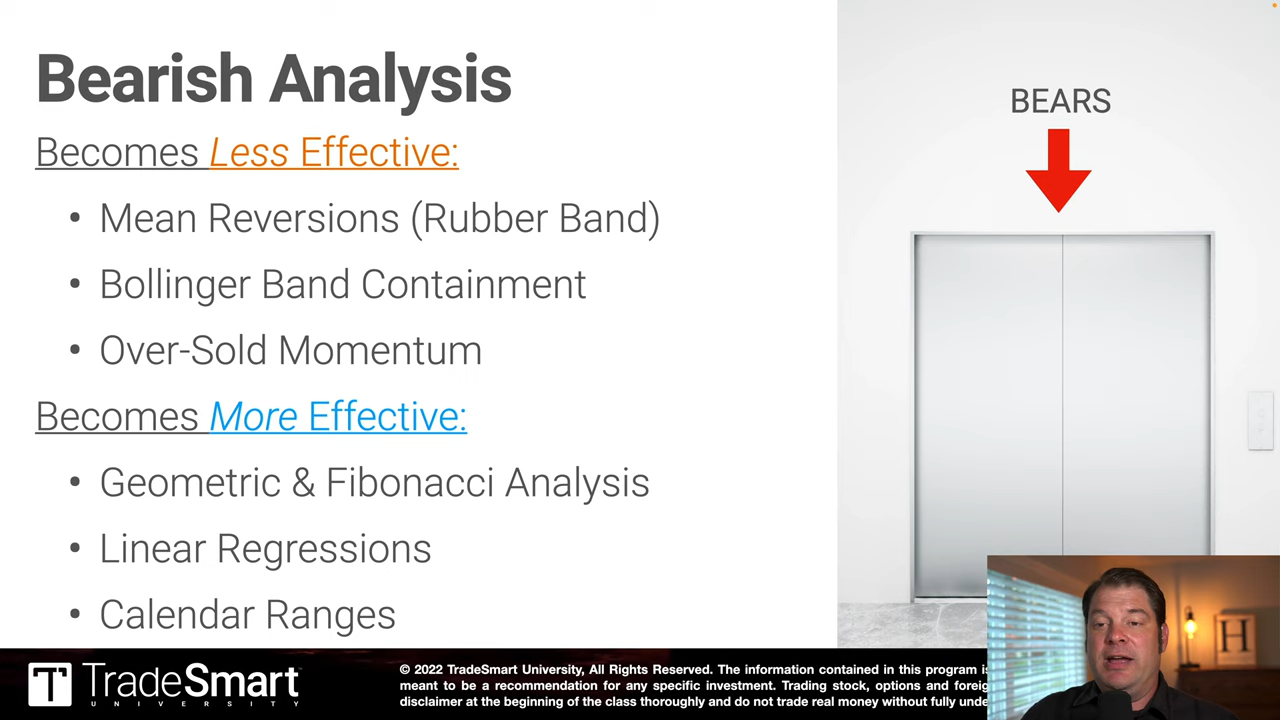 Bearish Analysis
Becomes Less Effective:
• Mean Reversions (Rubber Band)
• Bollinger Band Containment
• Over-Sold Momentum
Becomes More Effective:
• Geometric & Fibonacci Analysis
• Linear Regressions
• Calendar Ranges
BEARS
H
T TradeSmart
UNIVERSITY
© 2022 TradeSmart University, All Rights Reserved. The information contained in this program is
meant to be a recommendation for any specific investment. Trading stock, options and
disclaimer at the beginning of the class thoroughly and do not trade real money without fully